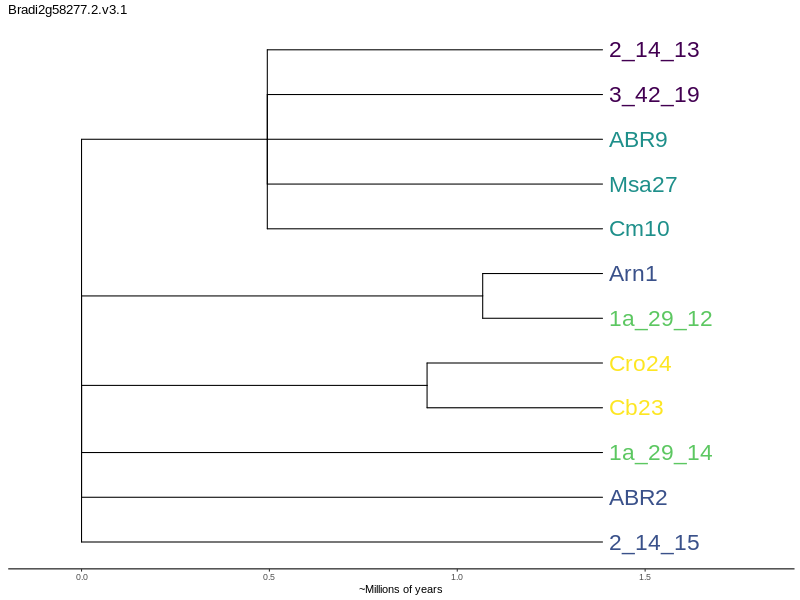 Bradi2g58277.2.v3.1
2_14_13
3_42_19
ABR9
Msa27
Cm10
Arn1
1a_29_12
Cro24
Cb23
1a_29_14
ABR2
2_14_15
0.0 0.5 1.0 1.5
~Millions of years